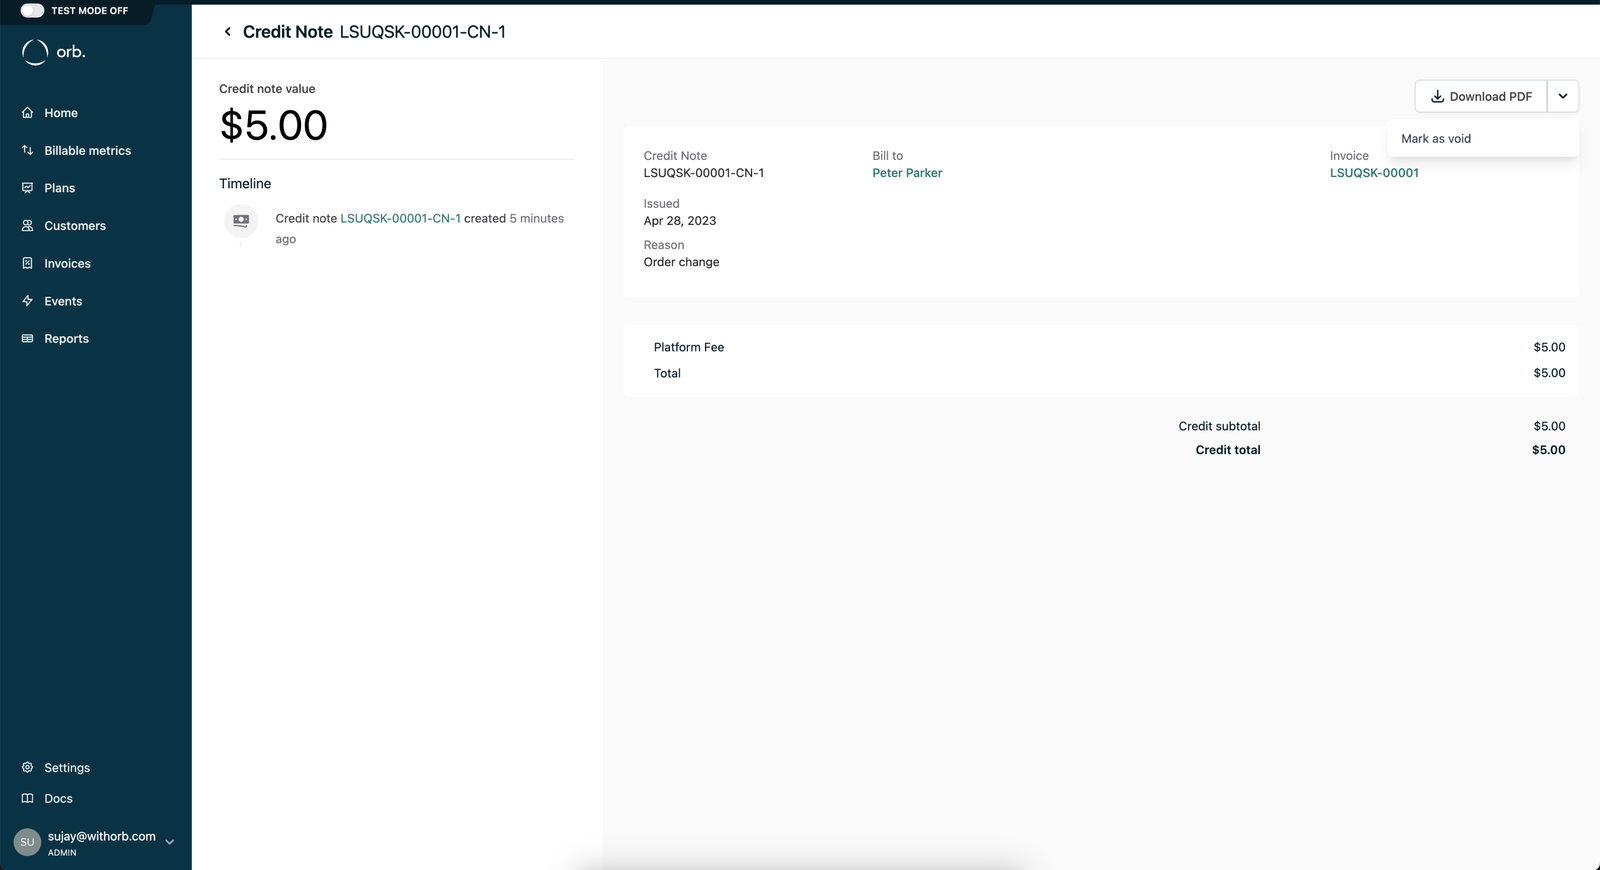 TEST MODE OFF
orb.
Home
Billable metrics
Plans
Customers
Invoices
Events
Reports
Settings
Docs
SU
sujay@withorb.com
ADMIN
Credit Note LSUQSK-00001-CN-1
Credit note value
$5.00
Timeline
Credit note LSUQSK-00001-CN-1 created 5 minutes
ago
Download PDF
Mark as void
Credit Note
LSUQSK-00001-CN-1
Bill to
Peter Parker
Invoice
LSUQSK-00001
Issued
Apr 28, 2023
Reason
Order change
Platform Fee $5.00
Total $5.00
Credit subtotal $5.00
Credit total $5.00